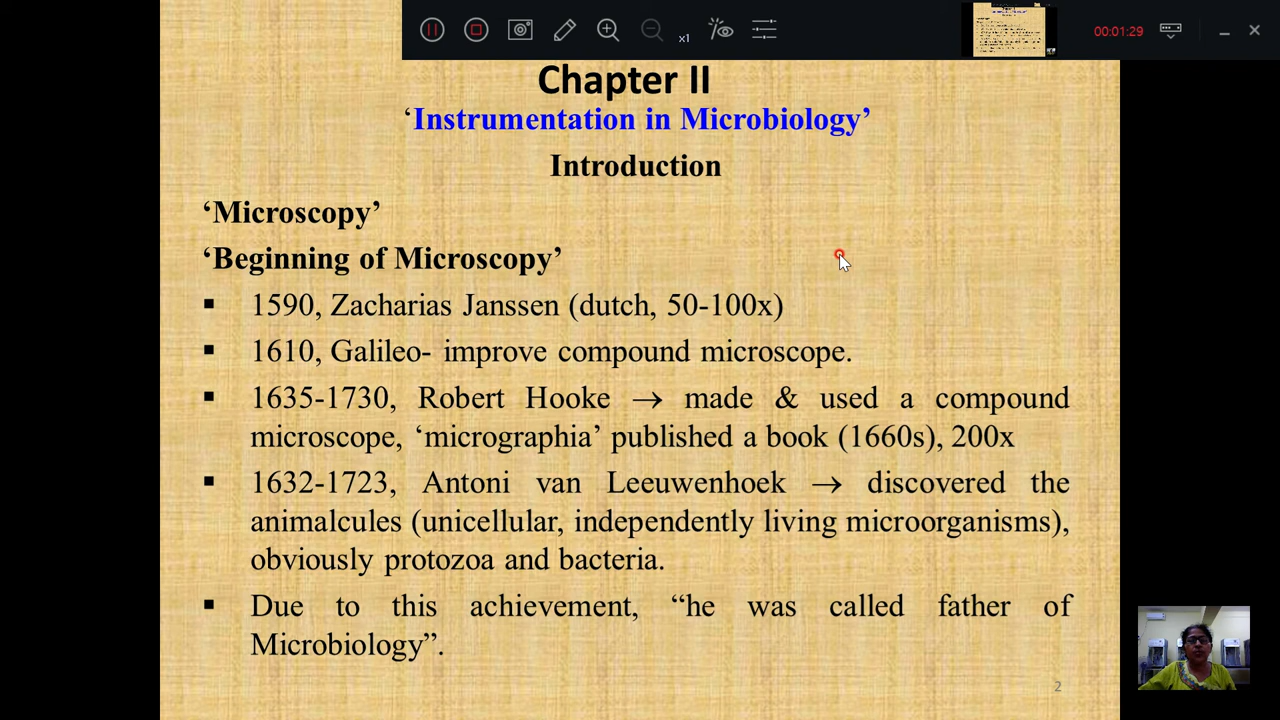 x1
00:01:29
Chapter II
‘Instrumentation in Microbiology’
Introduction
‘Microscopy’
‘Beginning of Microscopy’
▪ 1590, Zacharias Janssen (dutch, 50-100x)
▪ 1610, Galileo- improve compound microscope.
▪ 1635-1730, Robert Hooke → made & used a compound
microscope, ‘micrographia’ published a book (1660s), 200x
▪ 1632-1723, Antoni van Leeuwenhoek → discovered the
animalcules (unicellular, independently living microorganisms),
obviously protozoa and bacteria.
▪ Due to this achievement, “he was called father of
Microbiology”.
2